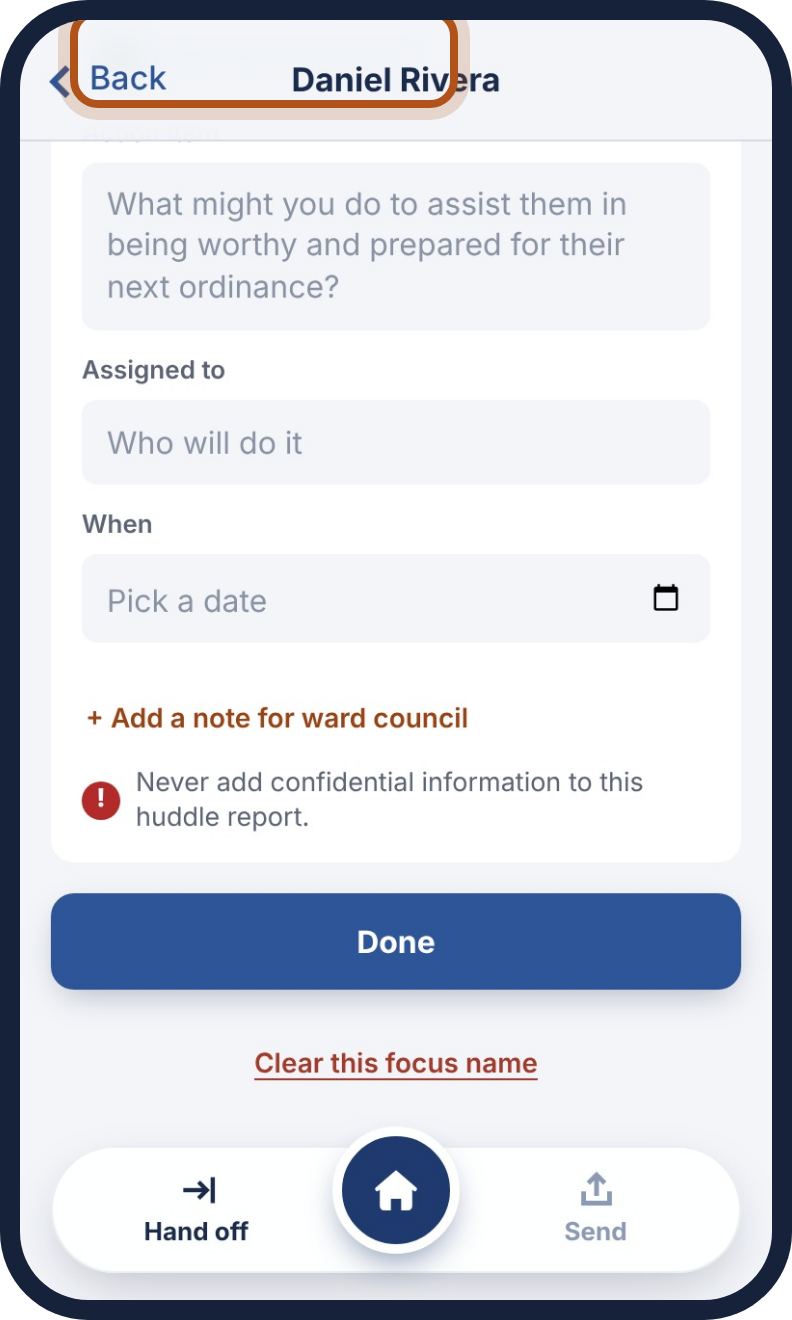 Back
Daniel Rivera
What might you do to assist them in
being worthy and prepared for their
next ordinance?
Assigned to
Who will do it
When
Pick a date
+ Add a note for ward council
! Never add confidential information to this
huddle report.
Done
Clear this focus name
Hand off
Send